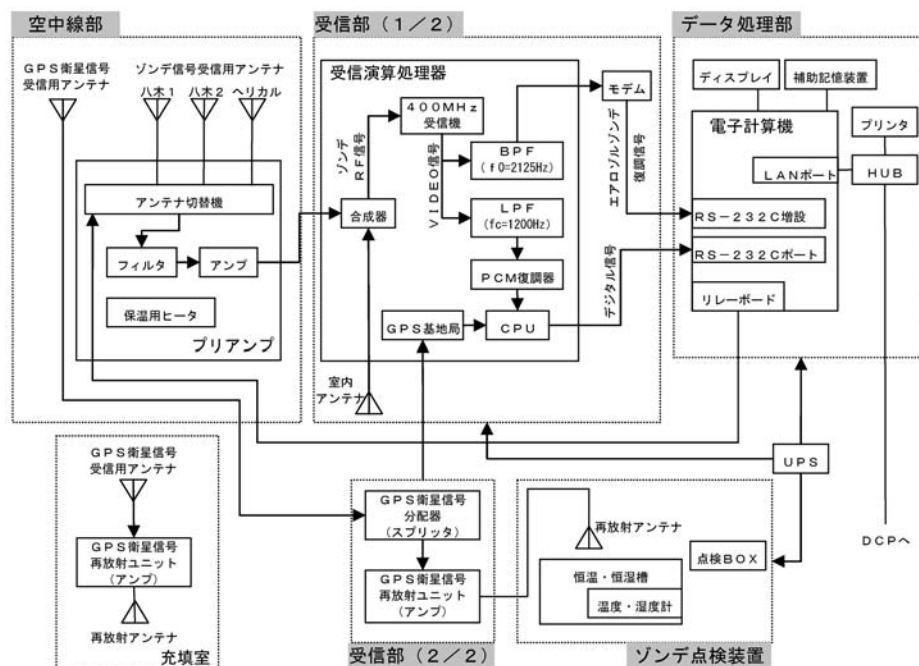 空中線部
GPS衛星信号
受信用アンテナ
ゾンデ信号受信用アンテナ
八木1
八木2
ヘリカル
アンテナ切替機
フィルタ
アンプ
保温用ヒータ
プリアンプ
受信部(1/2)
受信演算処理器
400MHz
受信機
ゾンデ
RF信号
VIDEO信号
BPF
(f0=2125Hz)
LPF
(fc=1200Hz)
合成器
PCM復調器
GPS基地局
CPU
室内
アンテナ
モデム
エアロゾルゾンデ
復調信号
デジタル信号
データ処理部
ディスプレイ
補助記憶装置
電子計算機
プリンタ
LANポート
HUB
RS-232C増設
RS-232Cポート
リレーボード
UPS
DCPへ
GPS衛星信号
受信用アンテナ
GPS衛星信号
再放射ユニット
(アンプ)
再放射アンテナ
充填室
GPS衛星信号
分配器
(スプリッタ)
GPS衛星信号
再放射ユニット
(アンプ)
受信部(2/2)
再放射アンテナ
点検BOX
恒温・恒湿槽
温度・湿度計
ゾンデ点検装置